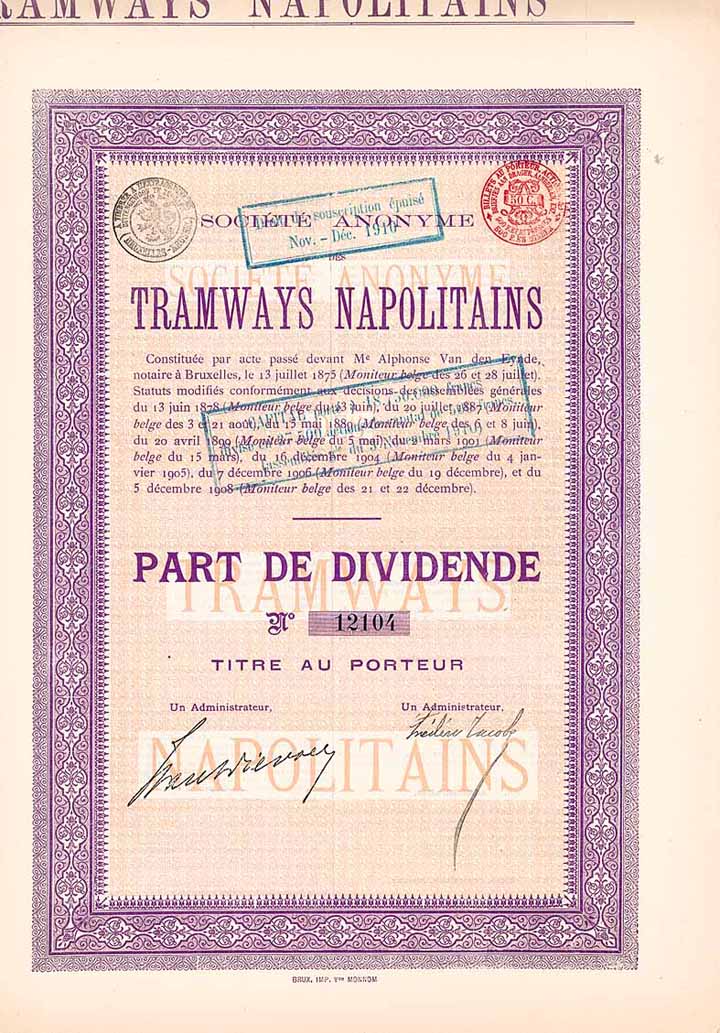 TRAMWAYS NAPOLITAINS
SOCIÉTÉ ANONYME
souscription épuisé
Nov. - Déc. 1910
DES
SOCIÉTÉ ANONYME
TRAMWAYS NAPOLITAINS
Constituée par acte passé devant Me Alphonse Van den Eynde,
notaire à Bruxelles, le 13 juillet 1875 (Moniteur belge des 26 et 28 juillet).
Statuts modifiés conformément aux décisions des assemblées générales
du 13 juin 1878 (Moniteur belge du 23 juin), du 20 juillet 1887 (Moniteur
belge des 3 et 21 août), du 15 mai 1889 (Moniteur belge des 6 et 8 juin),
du 20 avril 1899 (Moniteur belge du 5 mai), du mars 1901 (Moniteur
belge du 15 mars), du 16 décembre 1904 (Moniteur belge du 4 jan-
vier 1905), du 7 décembre 1906 (Moniteur belge du 19 décembre), et du
5 décembre 1908 (Moniteur belge des 21 et 22 décembre).
PART DE DIVIDENDE
TRAMWAYS
No 12104
TITRE AU PORTEUR
Un Administrateur,
Un Administrateur,
NAPOLITAINS
BRUX. IMP. Vve MONNOM